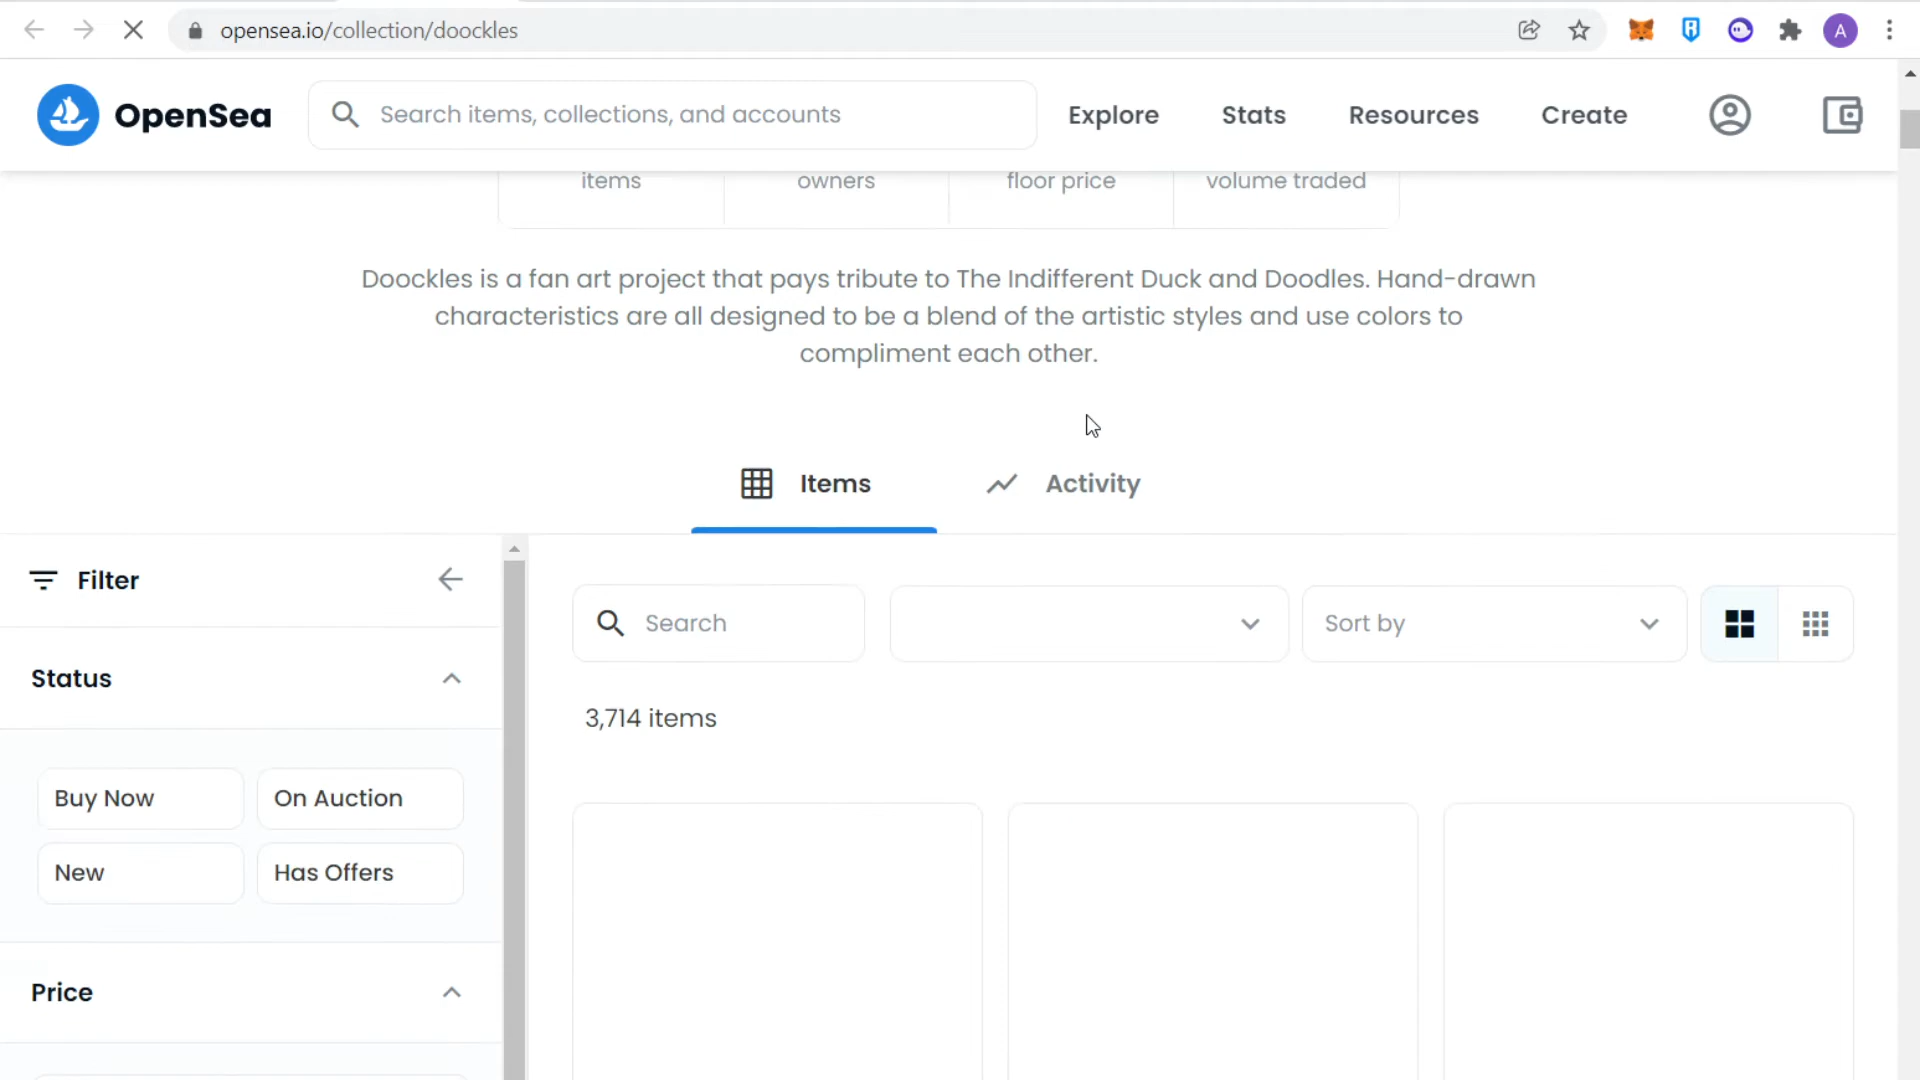 opensea.io/collection/doockles
A
OpenSea
Search items, collections, and accounts
Explore
Stats
Resources
Create
items
owners
floor price
volume traded
Doockles is a fan art project that pays tribute to The Indifferent Duck and Doodles. Hand-drawn
characteristics are all designed to be a blend of the artistic styles and use colors to
compliment each other.
Items
Activity
Filter
Search
Sort by
Status
3,714 items
Buy Now
On Auction
New
Has Offers
Price